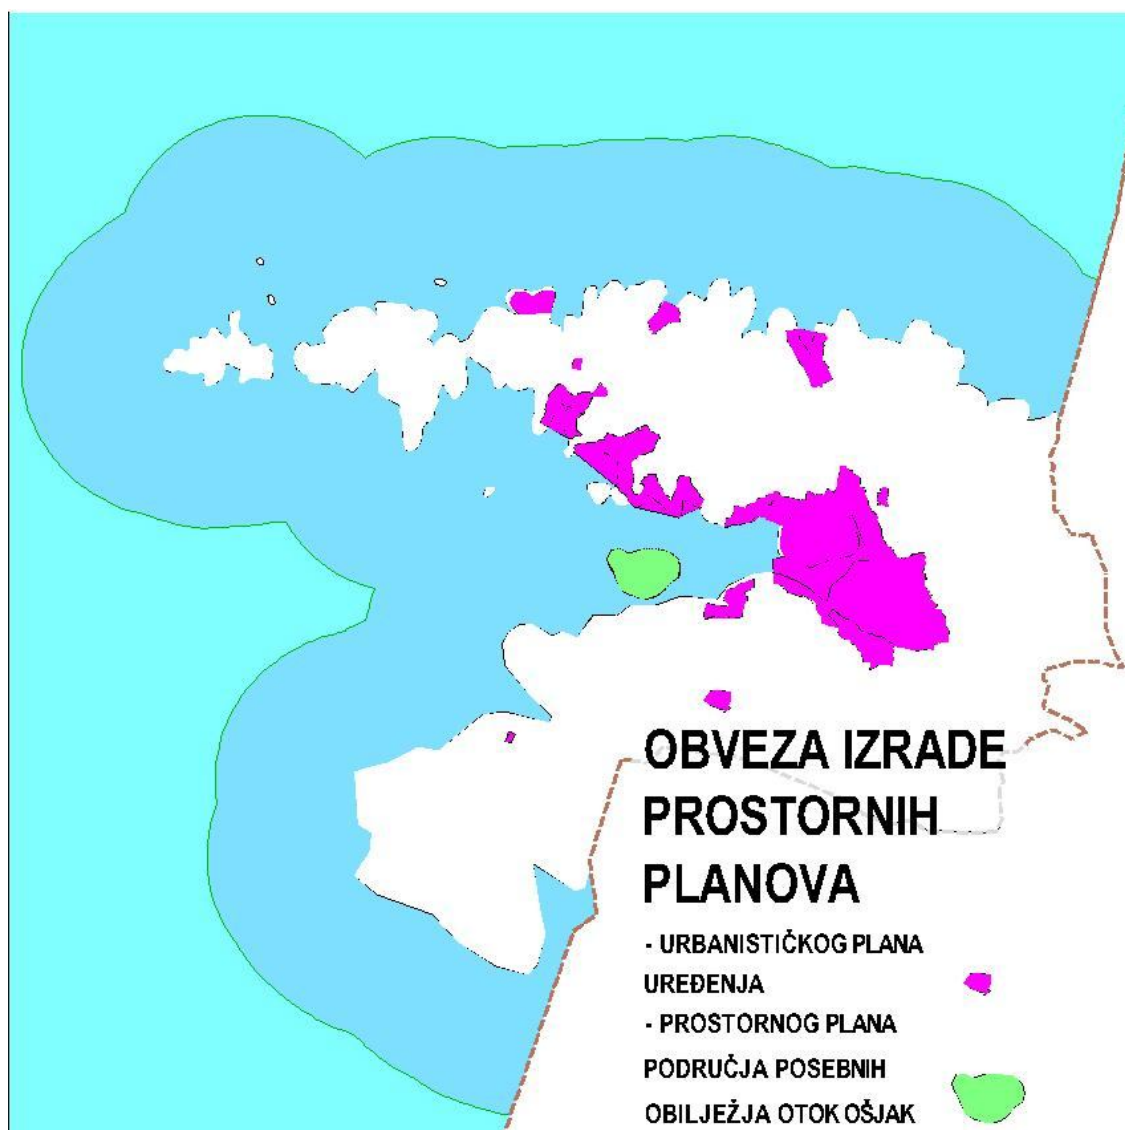 OBVEZA IZRADE
PROSTORNIH
PLANOVA
- URBANISTIČKOG PLANA
UREĐENJA
- PROSTORNOG PLANA
PODRUČJA POSEBNIH
OBILJEŽJA OTOK OŠJAK